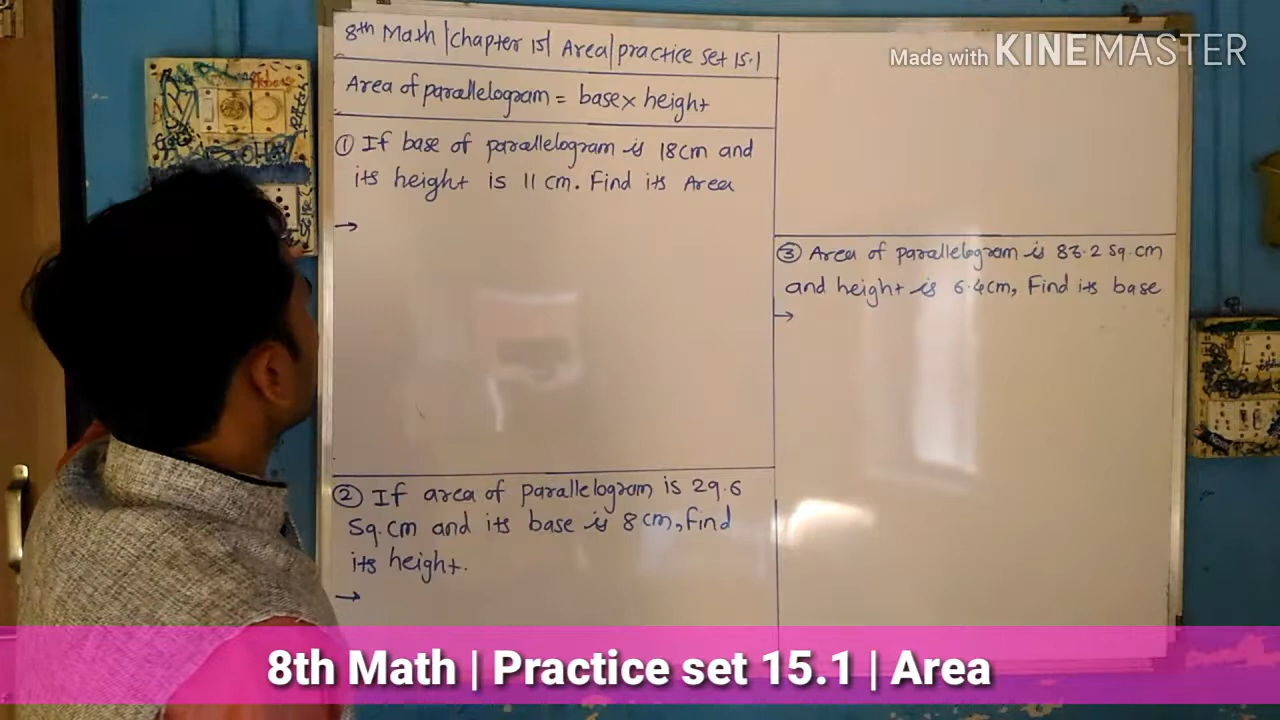 8th Math |Chapter 15| Area| practice set 15.1
Area of parallelogram = base× height
① If base of parallelogram is 18cm and
its height is 11 cm. Find its Area
→
② If area of parallelogram is 29.6
Sq.cm and its base is 8cm, find
its height.
→
Made with KINEMASTER
③ Area of parallelogram is 83.2 Sq.cm
and height is 6.4cm, Find its base
→
8th Math | Practice set 15.1 | Area